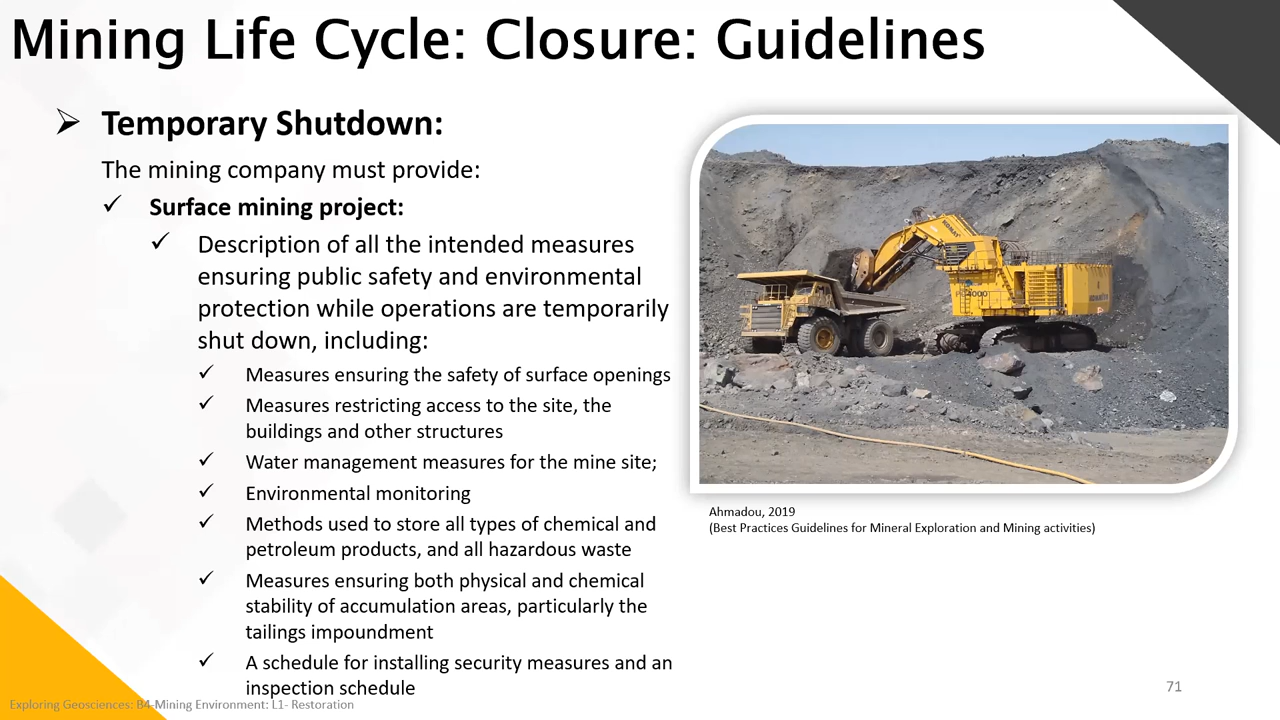 Mining Life Cycle: Closure: Guidelines
Temporary Shutdown:
The mining company must provide:
Surface mining project:
Description of all the intended measures
ensuring public safety and environmental
protection while operations are temporarily
shut down, including:
Measures ensuring the safety of surface openings
Measures restricting access to the site, the
buildings and other structures
Water management measures for the mine site;
Environmental monitoring
Methods used to store all types of chemical and
petroleum products, and all hazardous waste
Measures ensuring both physical and chemical
stability of accumulation areas, particularly the
tailings impoundment
A schedule for installing security measures and an
inspection schedule
KOMATSU
PC4000
KOMATSU
Ahmadou, 2019
(Best Practices Guidelines for Mineral Exploration and Mining activities)
71
Exploring Geosciences: B4-Mining Environment: L1- Restoration